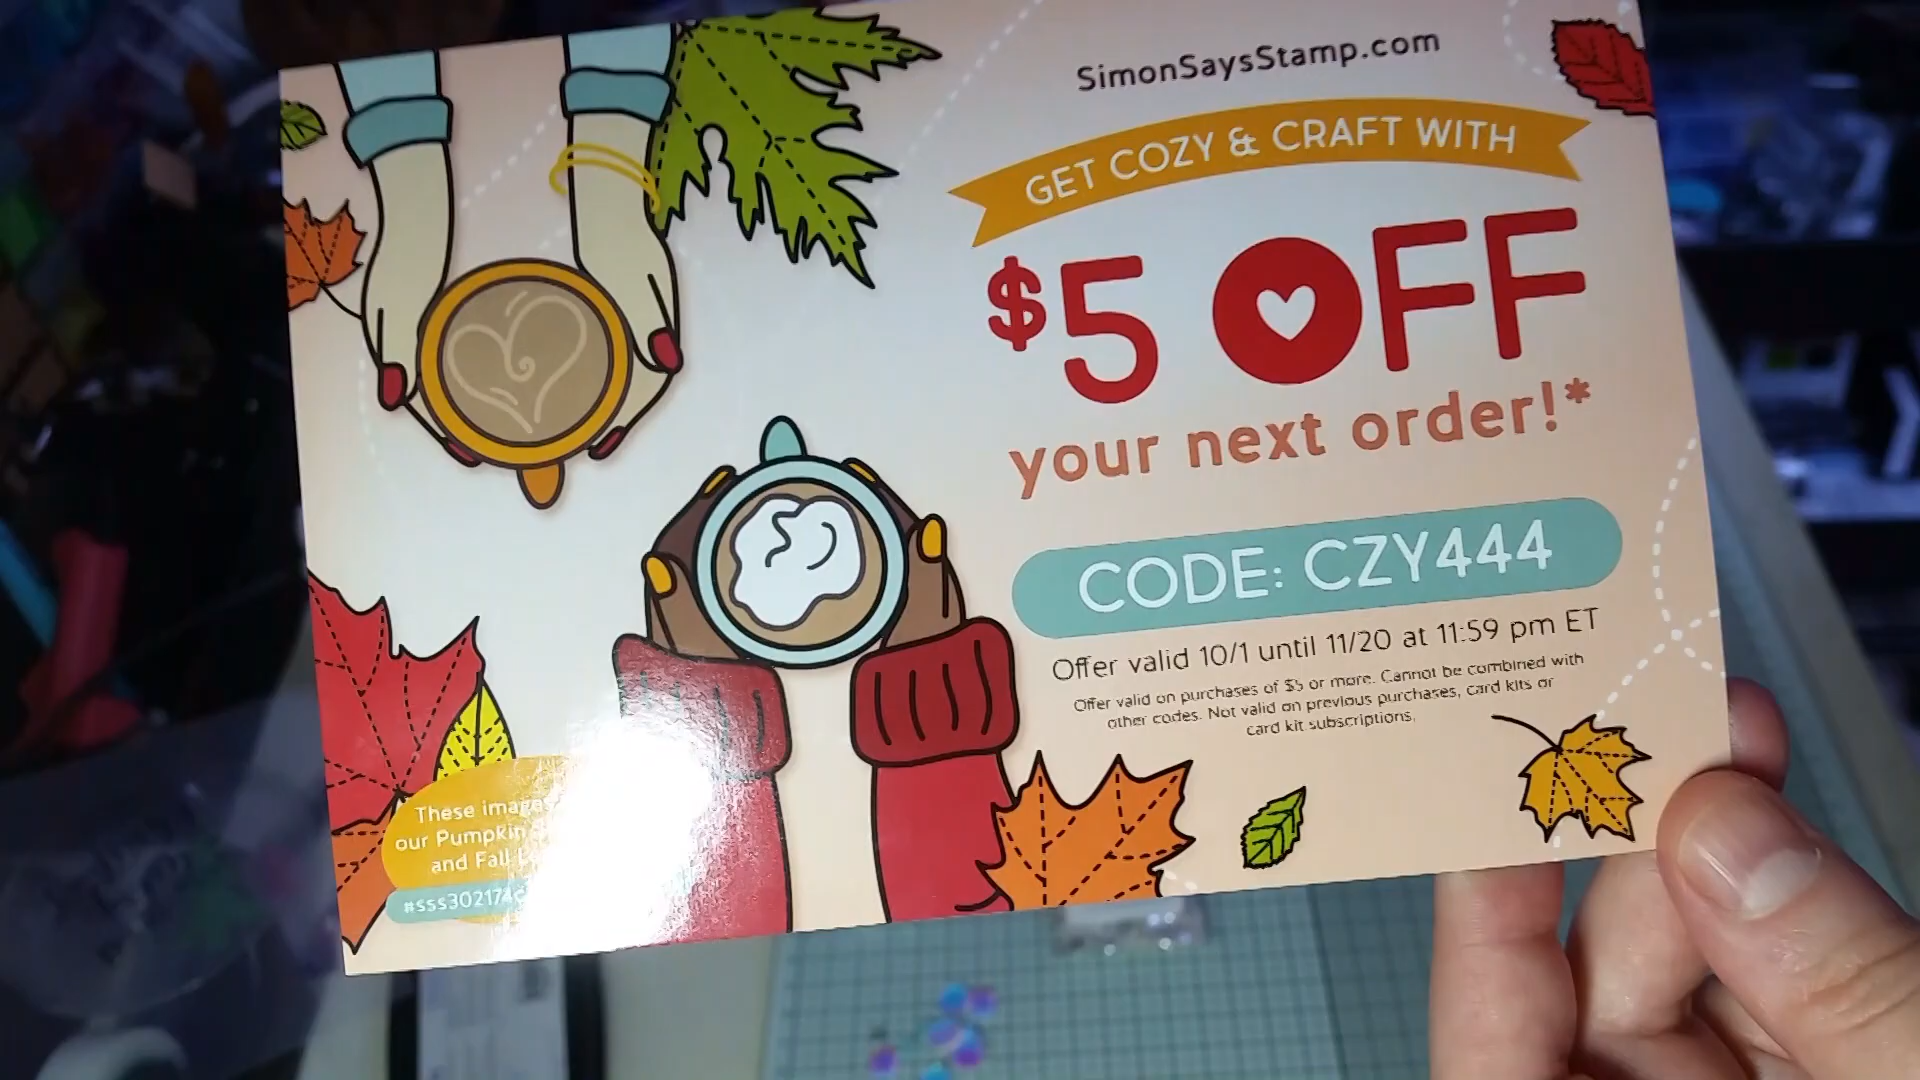 SimonSaysStamp.com
GET COZY & CRAFT WITH
$5 OFF
your next order!*
CODE: CZY444
Offer valid 10/1 until 11/20 at 11:59 pm ET
Offer valid on purchases of $5 or more. Cannot be combined with
other codes. Not valid on previous purchases, card kits or
card kit subscriptions.
These images
our Pumpkin
and Fall